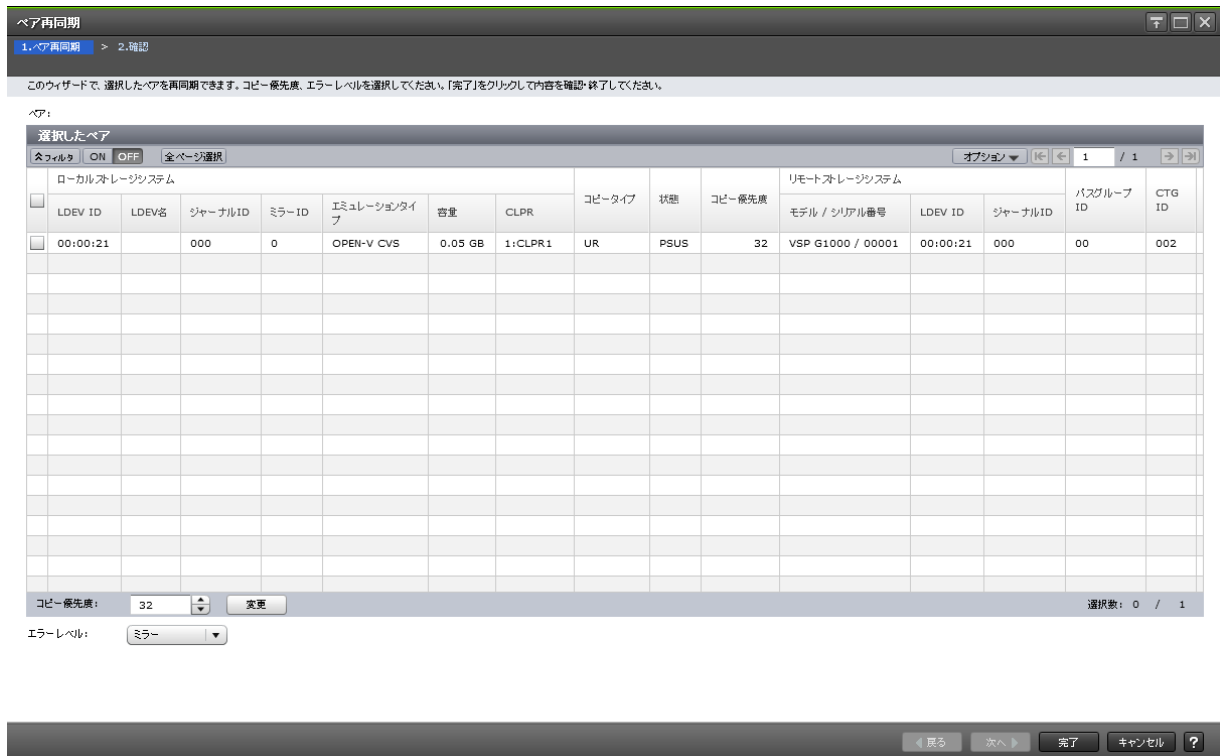 ペア再同期
1.ペア再同期 > 2.確認
このウィザードで、選択したペアを再同期できます。コピー優先度、エラーレベルを選択してください。「完了」をクリックして内容を確認・終了してください。
ペア:
選択したペア
フィルタ ON OFF 全ページ選択 オプション 1 / 1
ローカルストレージシステム コピータイプ 状態 コピー優先度 リモートストレージシステム パスグループID CTG ID
LDEV ID LDEV名 ジャーナルID ミラーID エミュレーションタイプ 容量 CLPR モデル / シリアル番号 LDEV ID ジャーナルID
00:00:21 000 0 OPEN-V CVS 0.05 GB 1:CLPR1 UR PSUS 32 VSP G1000 / 00001 00:00:21 000 00 002
コピー優先度: 32 変更 選択数: 0 / 1
エラーレベル: ミラー
戻る 次へ 完了 キャンセル ?